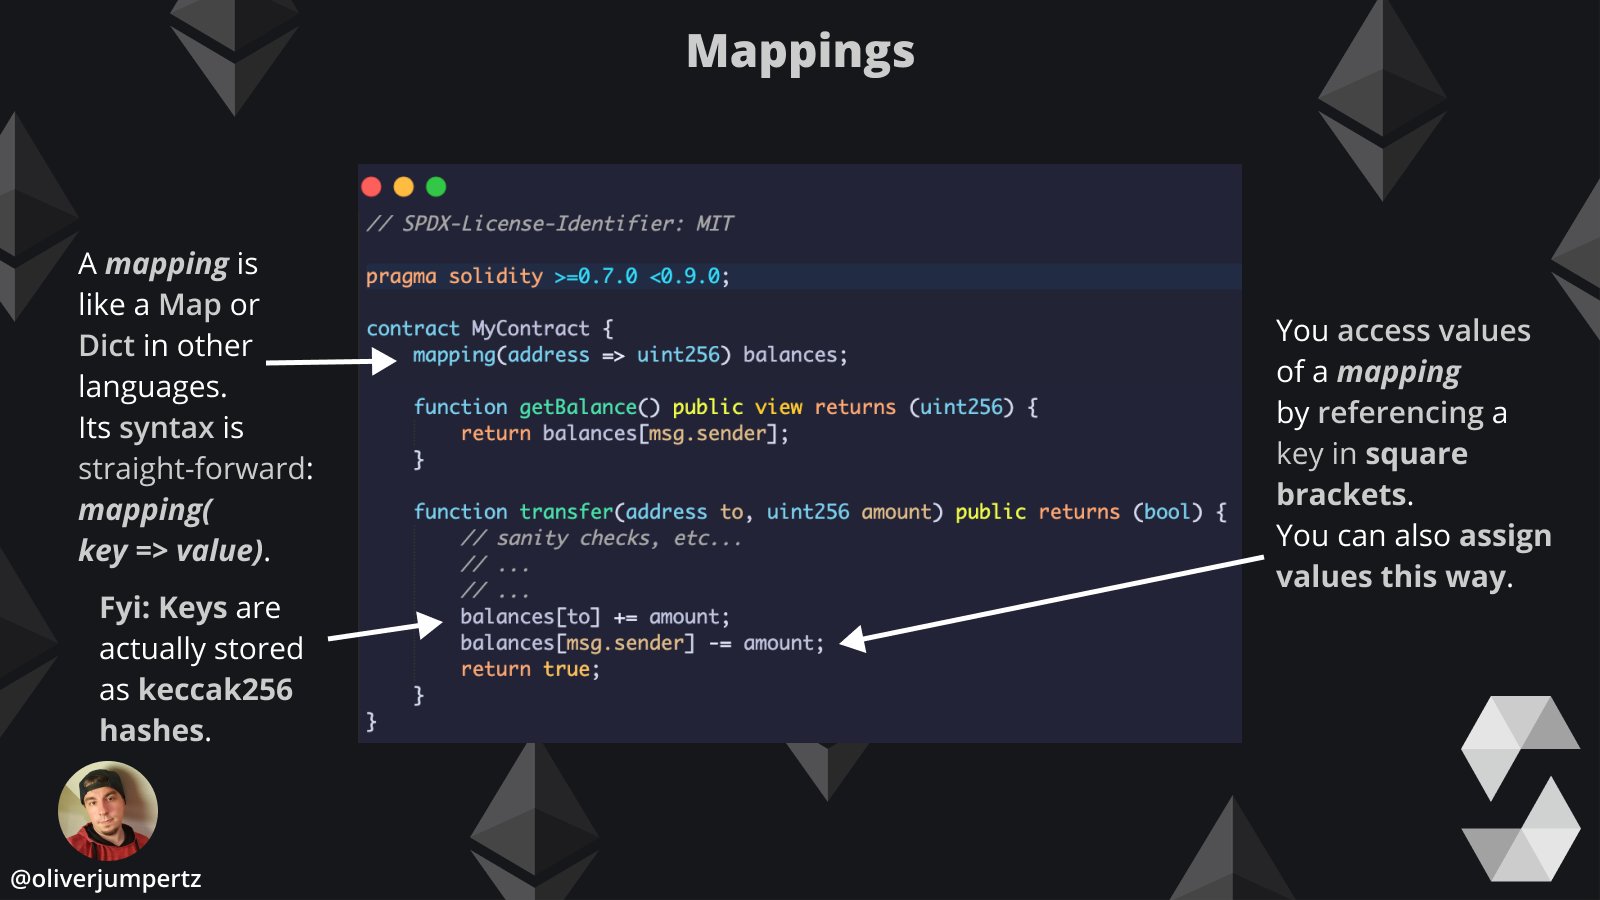 Mappings
A mapping is
like a Map or
Dict in other
languages.
Its syntax is
straight-forward:
mapping(
key => value).
Fyi: Keys are
actually stored
as keccak256
hashes.
// SPDX-License-Identifier: MIT
pragma solidity >=0.7.0 <0.9.0;
contract MyContract {
mapping(address => uint256) balances;
function getBalance() public view returns (uint256) {
return balances[msg.sender];
}
function transfer(address to, uint256 amount) public returns (bool) {
// sanity checks, etc...
// ...
// ...
balances[to] += amount;
balances[msg.sender] -= amount;
return true;
}
}
You access values
of a mapping
by referencing a
key in square
brackets.
You can also assign
values this way.
@oliverjumpertz